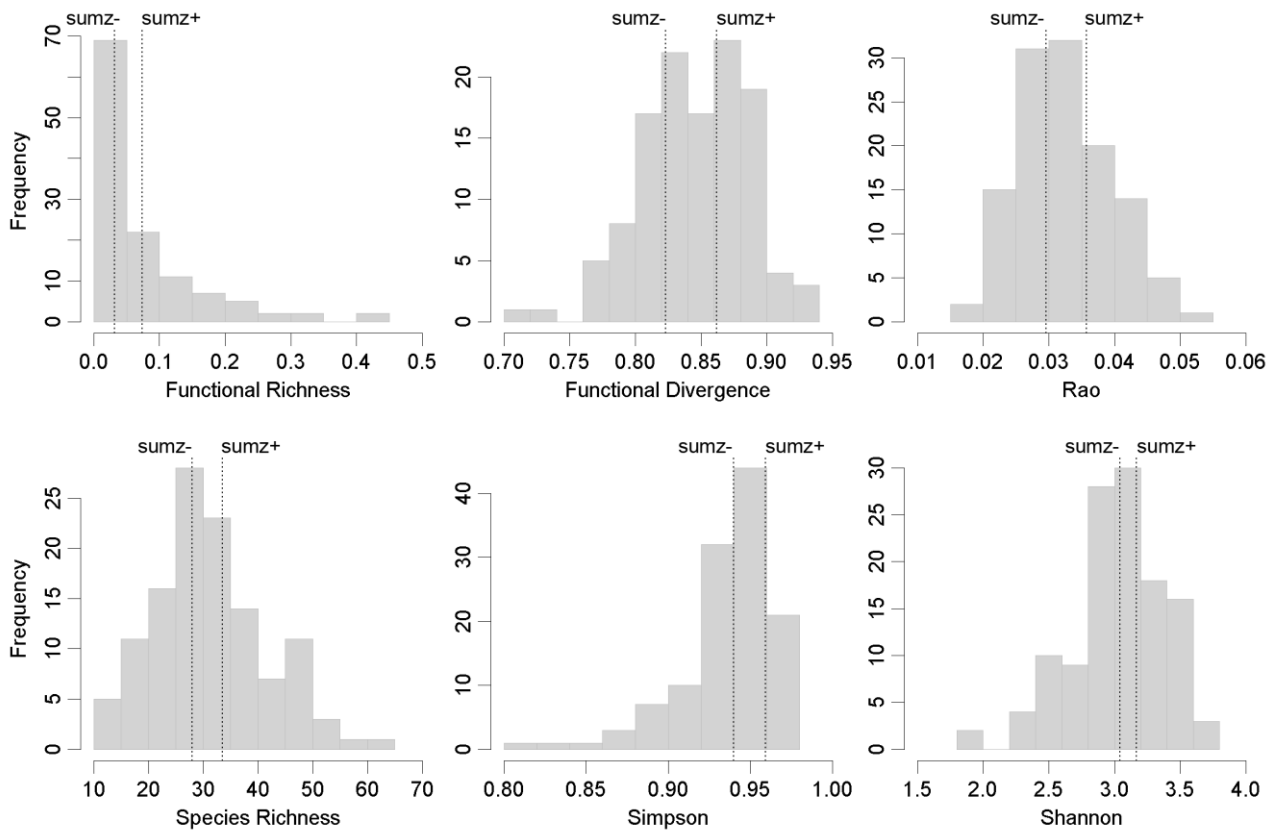 sumz- sumz+
Frequency
0 10 30 50 70
0.0 0.1 0.2 0.3 0.4 0.5
Functional Richness
sumz- sumz+
0 5 10 15 20
0.70 0.75 0.80 0.85 0.90 0.95
Functional Divergence
sumz- sumz+
0 5 10 15 20 25 30
0.01 0.02 0.03 0.04 0.05 0.06
Rao
sumz- sumz+
Frequency
0 5 10 15 20 25
10 20 30 40 50 60 70
Species Richness
sumz- sumz+
0 10 20 30 40
0.80 0.85 0.90 0.95 1.00
Simpson
sumz- sumz+
0 5 10 15 20 25 30
1.5 2.0 2.5 3.0 3.5 4.0
Shannon